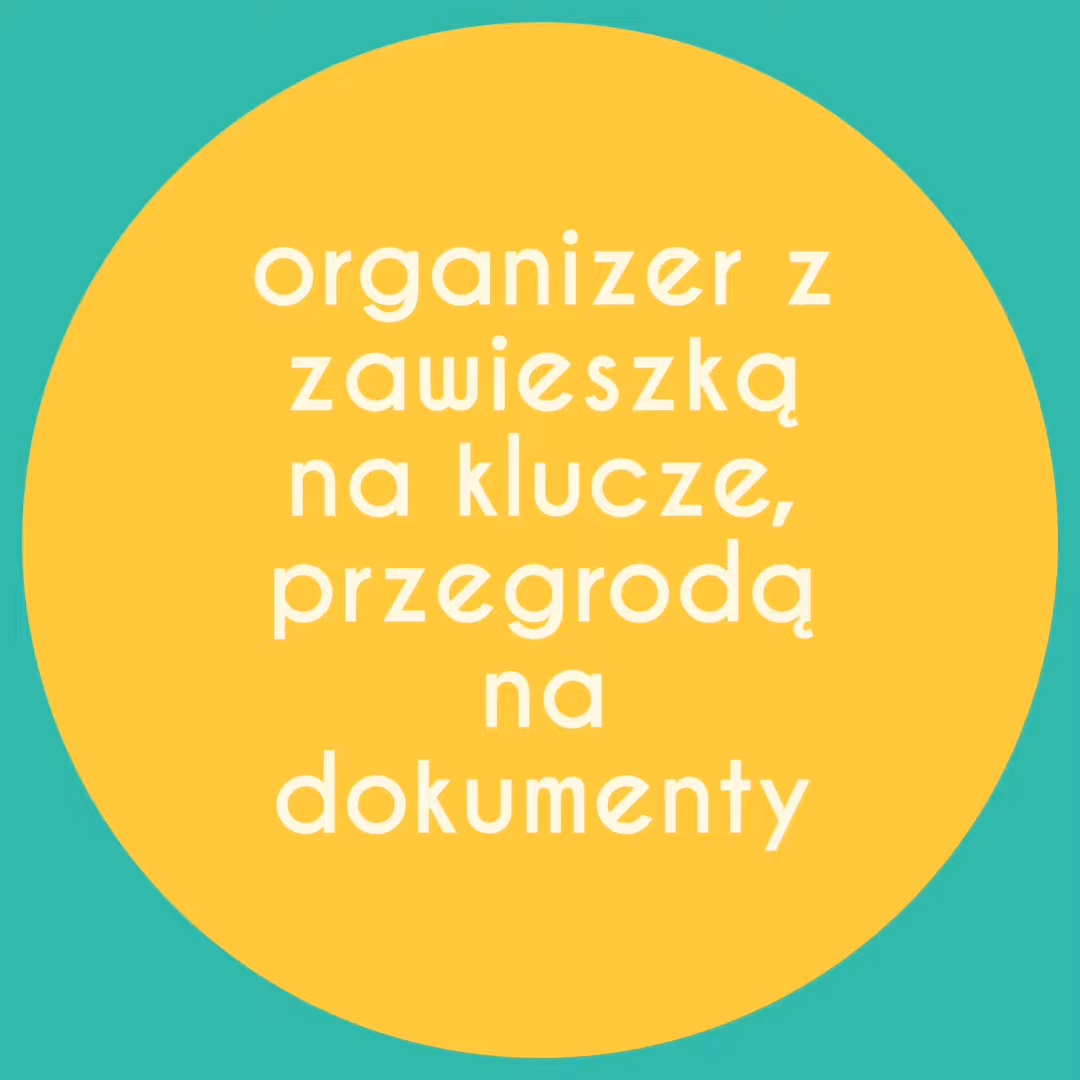 organizer z
zawieszką
na klucze,
przegrodą
na
dokumenty